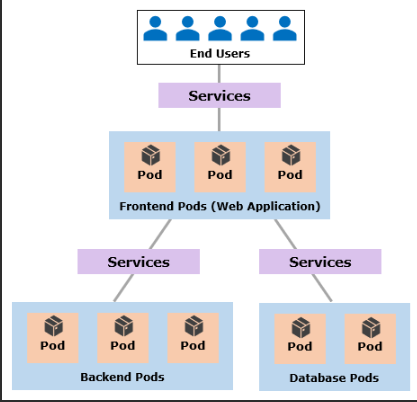 End Users
Services
Pod Pod Pod
Frontend Pods (Web Application)
Services Services
Pod Pod Pod
Backend Pods
Pod Pod
Database Pods